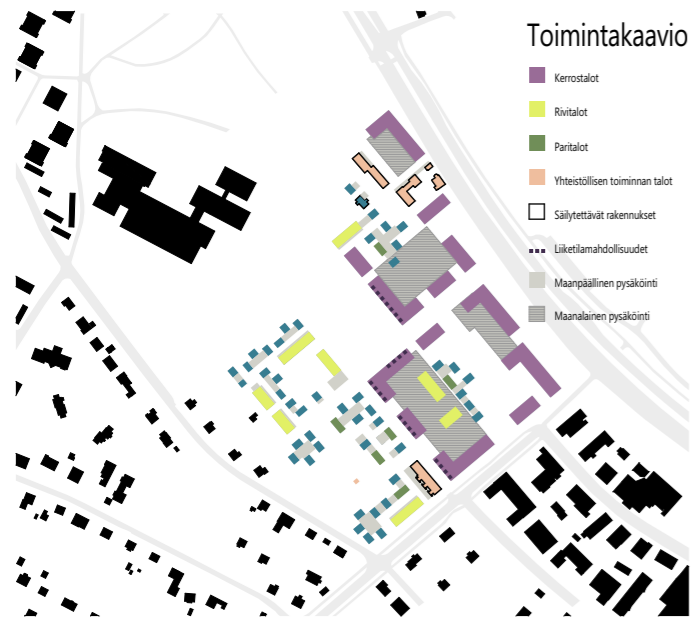 Toimintakaavio
Kerrostalot
Rivitalot
Paritalot
Yhteistöllisen toiminnan talot
Säilytettävät rakennukset
Liiketilamahdollisuudet
Maanpäällinen pysäköinti
Maanalainen pysäköinti